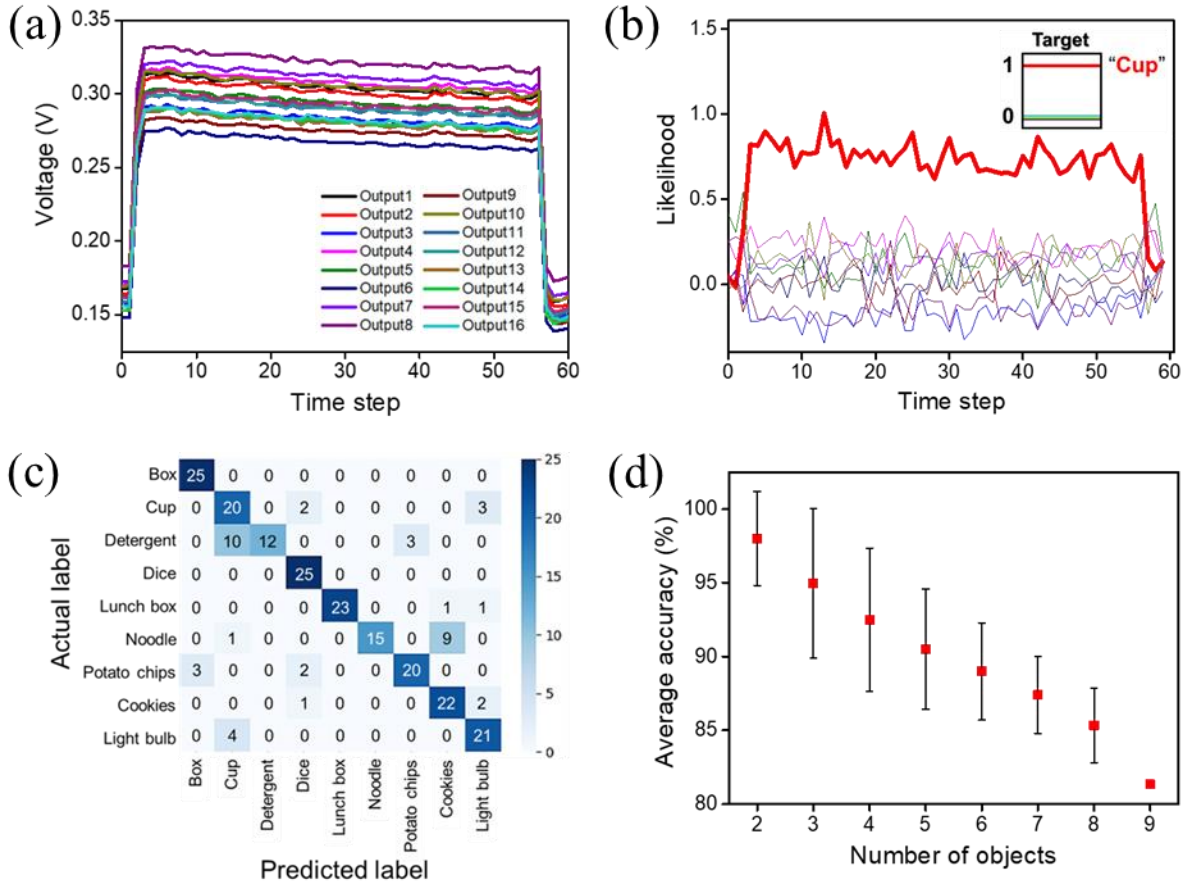 (a)
0.35
0.30
0.25
0.20
0.15
Voltage (V)
Output1 Output9
Output2 Output10
Output3 Output11
Output4 Output12
Output5 Output13
Output6 Output14
Output7 Output15
Output8 Output16
0 10 20 30 40 50 60
Time step
(b)
1.5
1.0
0.5
0.0
Likelihood
Target
1 “Cup”
0
0 10 20 30 40 50 60
Time step
(c)
Actual label
Box 25 0 0 0 0 0 0 0 0
Cup 0 20 0 2 0 0 0 0 3
Detergent 0 10 12 0 0 0 3 0 0
Dice 0 0 0 25 0 0 0 0 0
Lunch box 0 0 0 0 23 0 0 1 1
Noodle 0 1 0 0 0 15 0 9 0
Potato chips 3 0 0 2 0 0 20 0 0
Cookies 0 0 0 1 0 0 0 22 2
Light bulb 0 4 0 0 0 0 0 0 21
Box Cup Detergent Dice Lunch box Noodle Potato chips Cookies Light bulb
Predicted label
25
20
15
10
5
0
(d)
100
95
90
85
80
Average accuracy (%)
2 3 4 5 6 7 8 9
Number of objects